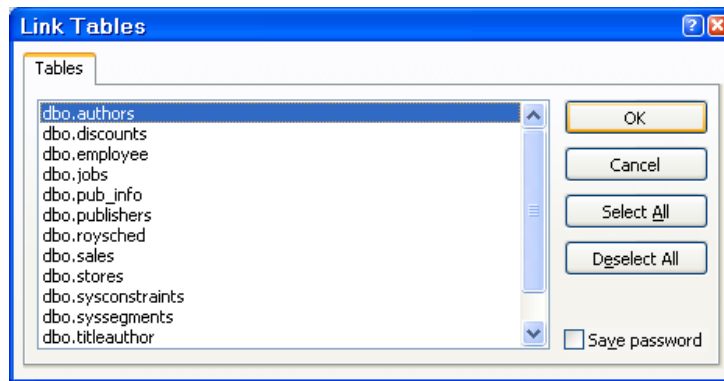 Link Tables
Tables
dbo.authors
dbo.discounts
dbo.employee
dbo.jobs
dbo.pub_info
dbo.publishers
dbo.roysched
dbo.sales
dbo.stores
dbo.sysconstraints
dbo.syssegments
dbo.titleauthor
OK
Cancel
Select All
Deselect All
Save password